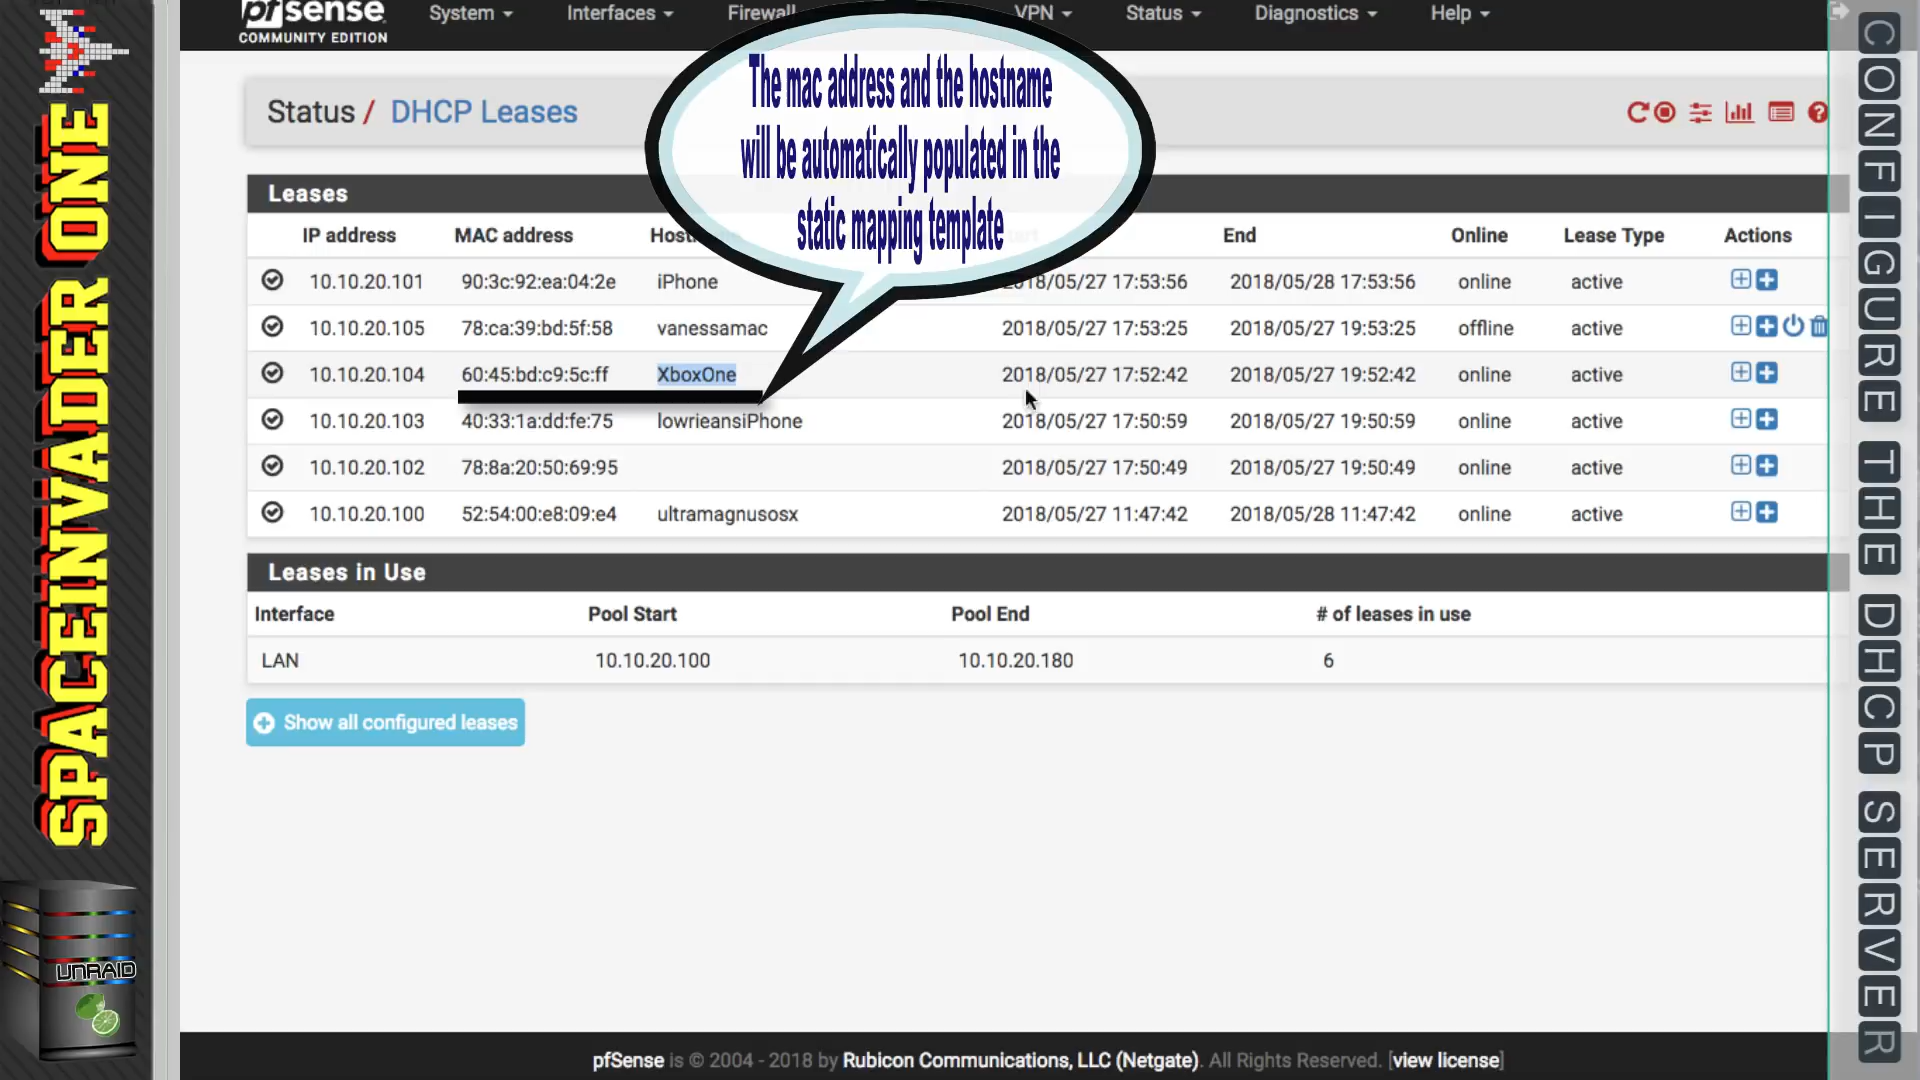 pfsense
COMMUNITY EDITION
System
Interfaces
Firewall
VPN
Status
Diagnostics
Help
The mac address and the hostname
will be automatically populated in the
static mapping template
Status / DHCP Leases
Leases
IP address MAC address End Online Lease Type Actions
10.10.20.101 90:3c:92:ea:04:2e iPhone 2018/05/27 17:53:56 2018/05/28 17:53:56 online active
10.10.20.105 78:ca:39:bd:5f:58 vanessamac 2018/05/27 17:53:25 2018/05/27 19:53:25 offline active
10.10.20.104 60:45:bd:c9:5c:ff XboxOne 2018/05/27 17:52:42 2018/05/27 19:52:42 online active
10.10.20.103 40:33:1a:dd:fe:75 lowrieansiPhone 2018/05/27 17:50:59 2018/05/27 19:50:59 online active
10.10.20.102 78:8a:20:50:69:95 2018/05/27 17:50:49 2018/05/27 19:50:49 online active
10.10.20.100 52:54:00:e8:09:e4 ultramagnusosx 2018/05/27 11:47:42 2018/05/28 11:47:42 online active
Leases in Use
Interface Pool Start Pool End # of leases in use
LAN 10.10.20.100 10.10.20.180 6
Show all configured leases
pfSense is © 2004 - 2018 by Rubicon Communications, LLC (Netgate). All Rights Reserved. [view license]
SPACEINVADER ONE
UNRAID
CONFIGURE THE DHCP SERVER